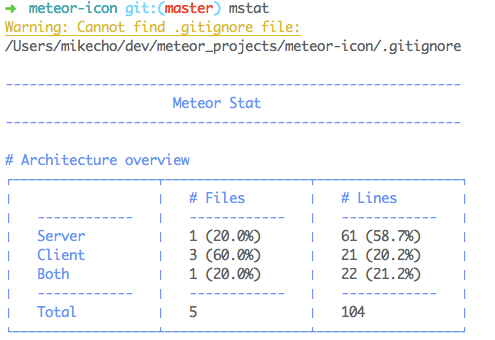 ➜ meteor-icon git:(master) mstat
Warning: Cannot find .gitignore file:
/Users/mikecho/dev/meteor_projects/meteor-icon/.gitignore
----------------------------------------------------------
Meteor Stat
----------------------------------------------------------
# Architecture overview
# Files # Lines
------------ ------------ ------------
Server 1 (20.0%) 61 (58.7%)
Client 3 (60.0%) 21 (20.2%)
Both 1 (20.0%) 22 (21.2%)
------------ ------------ ------------
Total 5 104